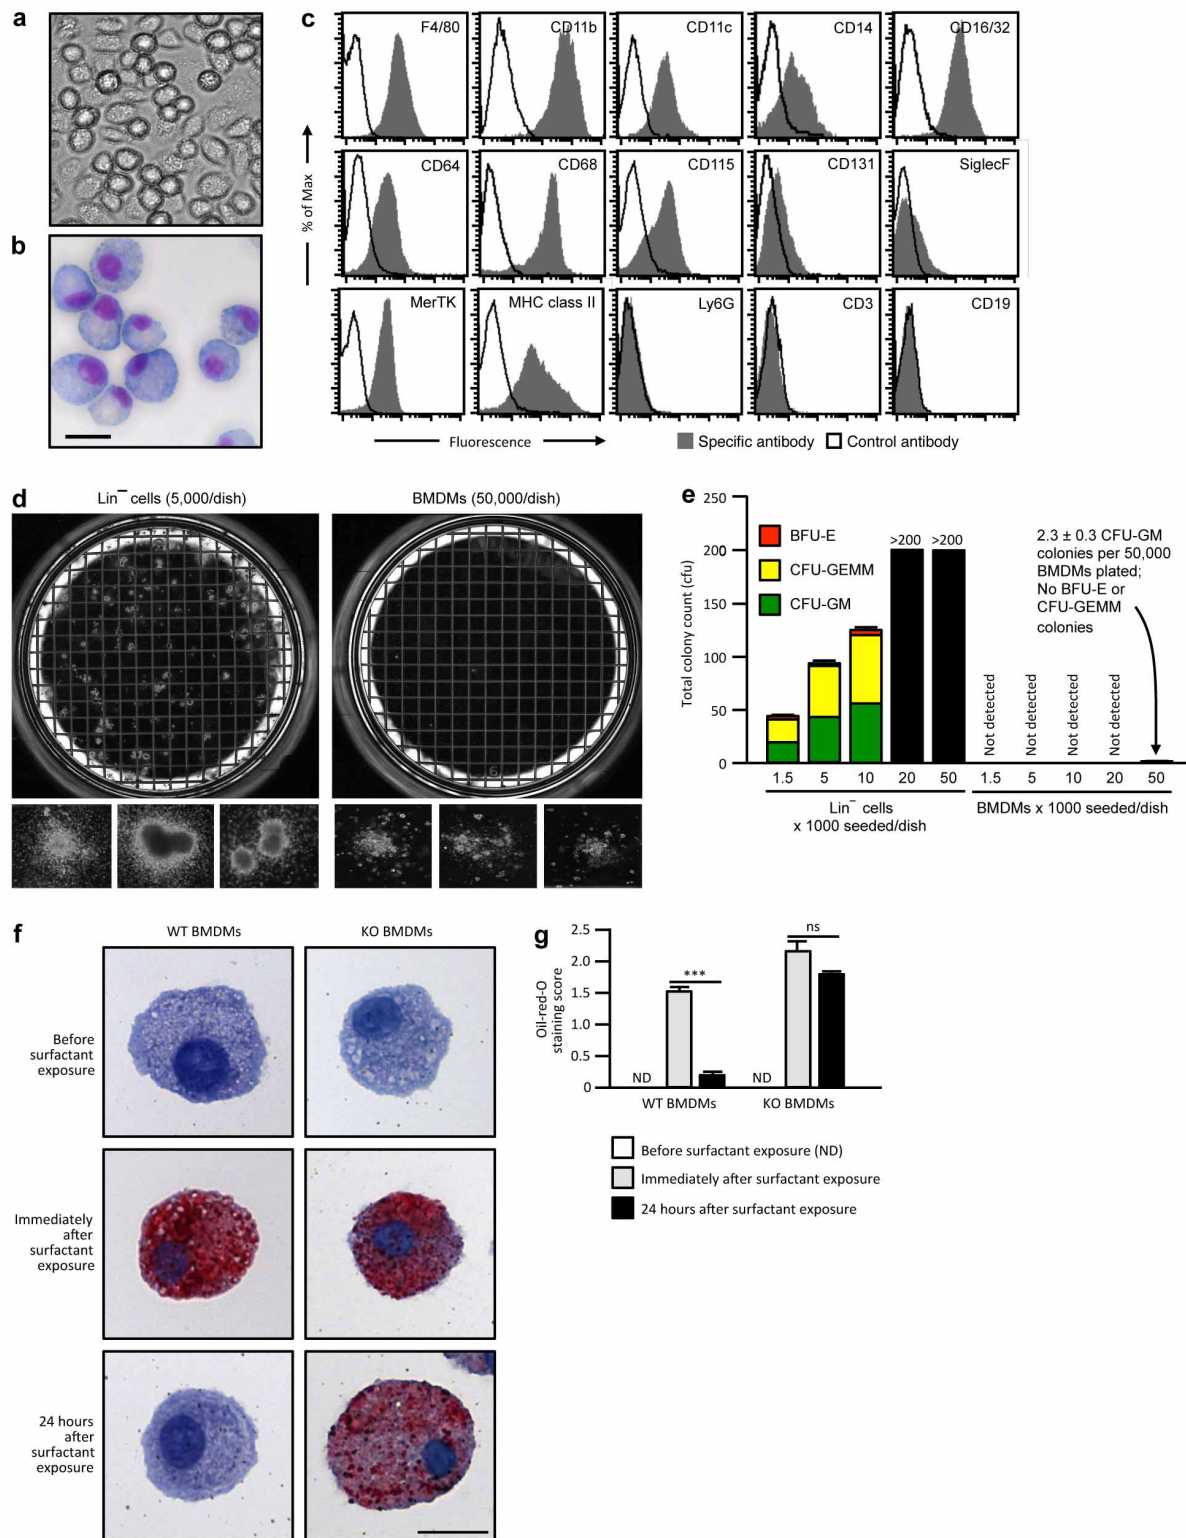 a
b
c
F4/80
CD11b
CD11c
CD14
CD16/32
CD64
CD68
CD115
CD131
SiglecF
MerTK
MHC class II
Ly6G
CD3
CD19
% of Max
Fluorescence
Specific antibody
Control antibody
d
Lin⁻ cells (5,000/dish)
BMDMs (50,000/dish)
e
250
200
150
100
50
0
Total colony count (cfu)
BFU-E
CFU-GEMM
CFU-GM
>200
>200
2.3 ± 0.3 CFU-GM
colonies per 50,000
BMDMs plated;
No BFU-E or
CFU-GEMM
colonies
Not detected
Not detected
Not detected
Not detected
1.5 5 10 20 50 1.5 5 10 20 50
Lin⁻ cells
x 1000 seeded/dish
BMDMs x 1000 seeded/dish
f
WT BMDMs
KO BMDMs
Before
surfactant
exposure
Immediately
after
surfactant
exposure
24 hours
after
surfactant
exposure
g
2.5
2.0
1.5
1.0
0.5
0
Oil-red-O
staining score
ND
***
ND
ns
WT BMDMs
KO BMDMs
Before surfactant exposure (ND)
Immediately after surfactant exposure
24 hours after surfactant exposure